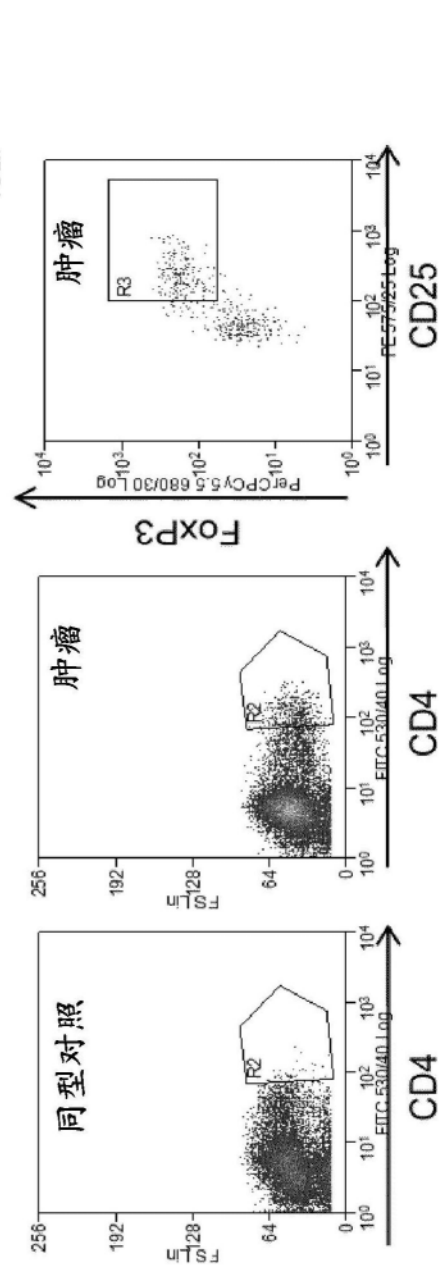 同型对照
256
192
128
64
0
FS Lin
R2
10⁰
10¹
10²
10³
10⁴
FITC 530/40 Log
CD4
肿瘤
256
192
128
64
0
FS Lin
R2
10⁰
10¹
10²
10³
10⁴
FITC 530/40 Log
CD4
肿瘤
10⁴
10³
10²
10¹
10⁰
PerCPCy5.5 680/30 Log
FoxP3
R3
10⁰
10¹
10²
10³
10⁴
PE 575/25 Log
CD25